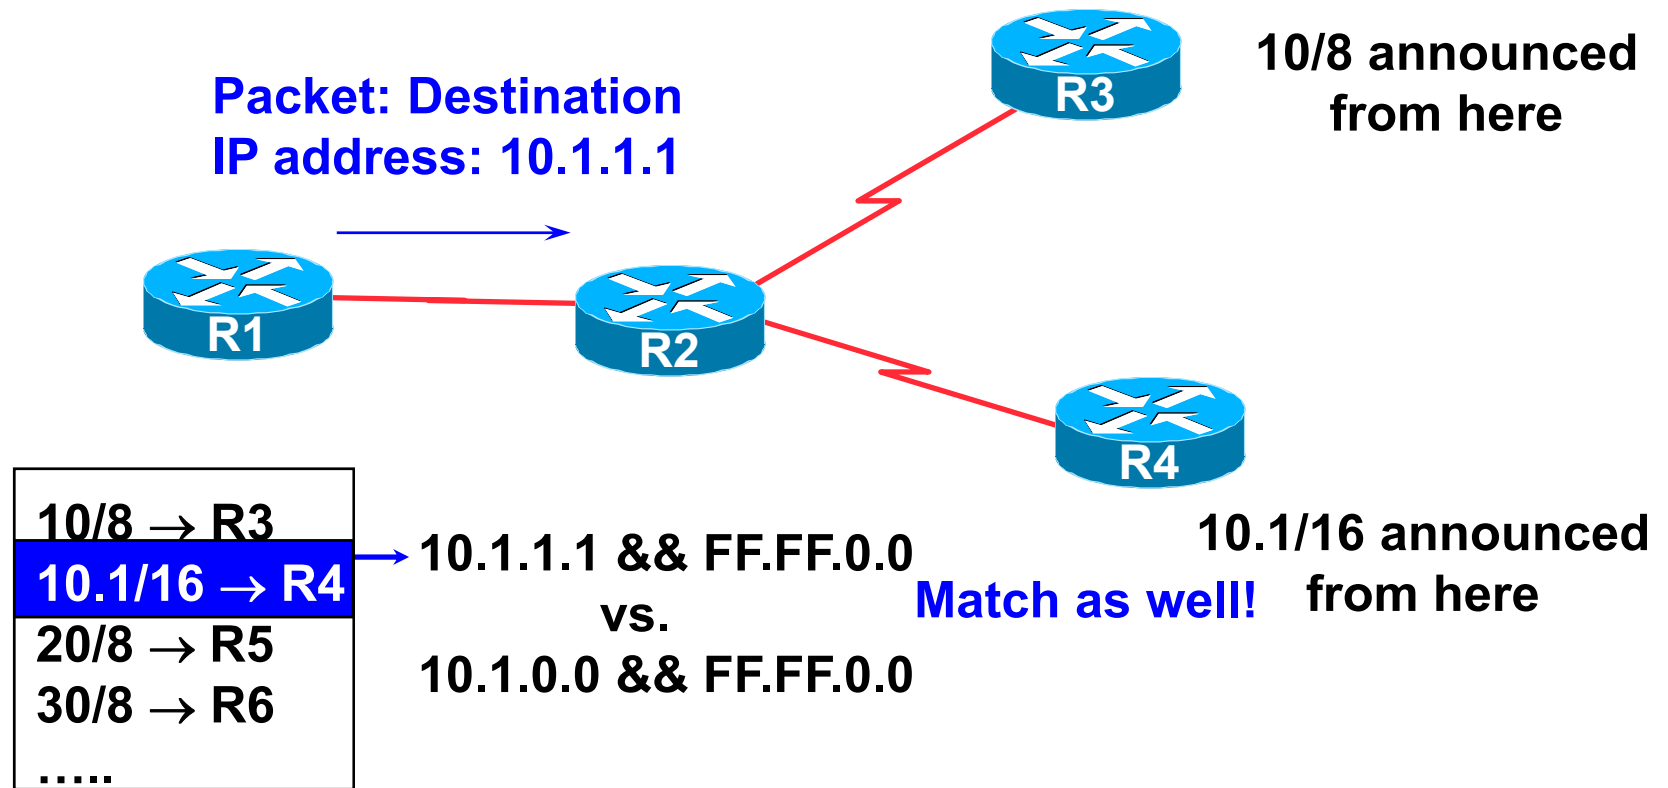 Packet: Destination
IP address: 10.1.1.1
R3
10/8 announced
from here
R1
R2
R4
10.1/16 announced
from here
10/8 → R3
10.1/16 → R4
20/8 → R5
30/8 → R6
.....
10.1.1.1 && FF.FF.0.0
vs.
10.1.0.0 && FF.FF.0.0
Match as well!